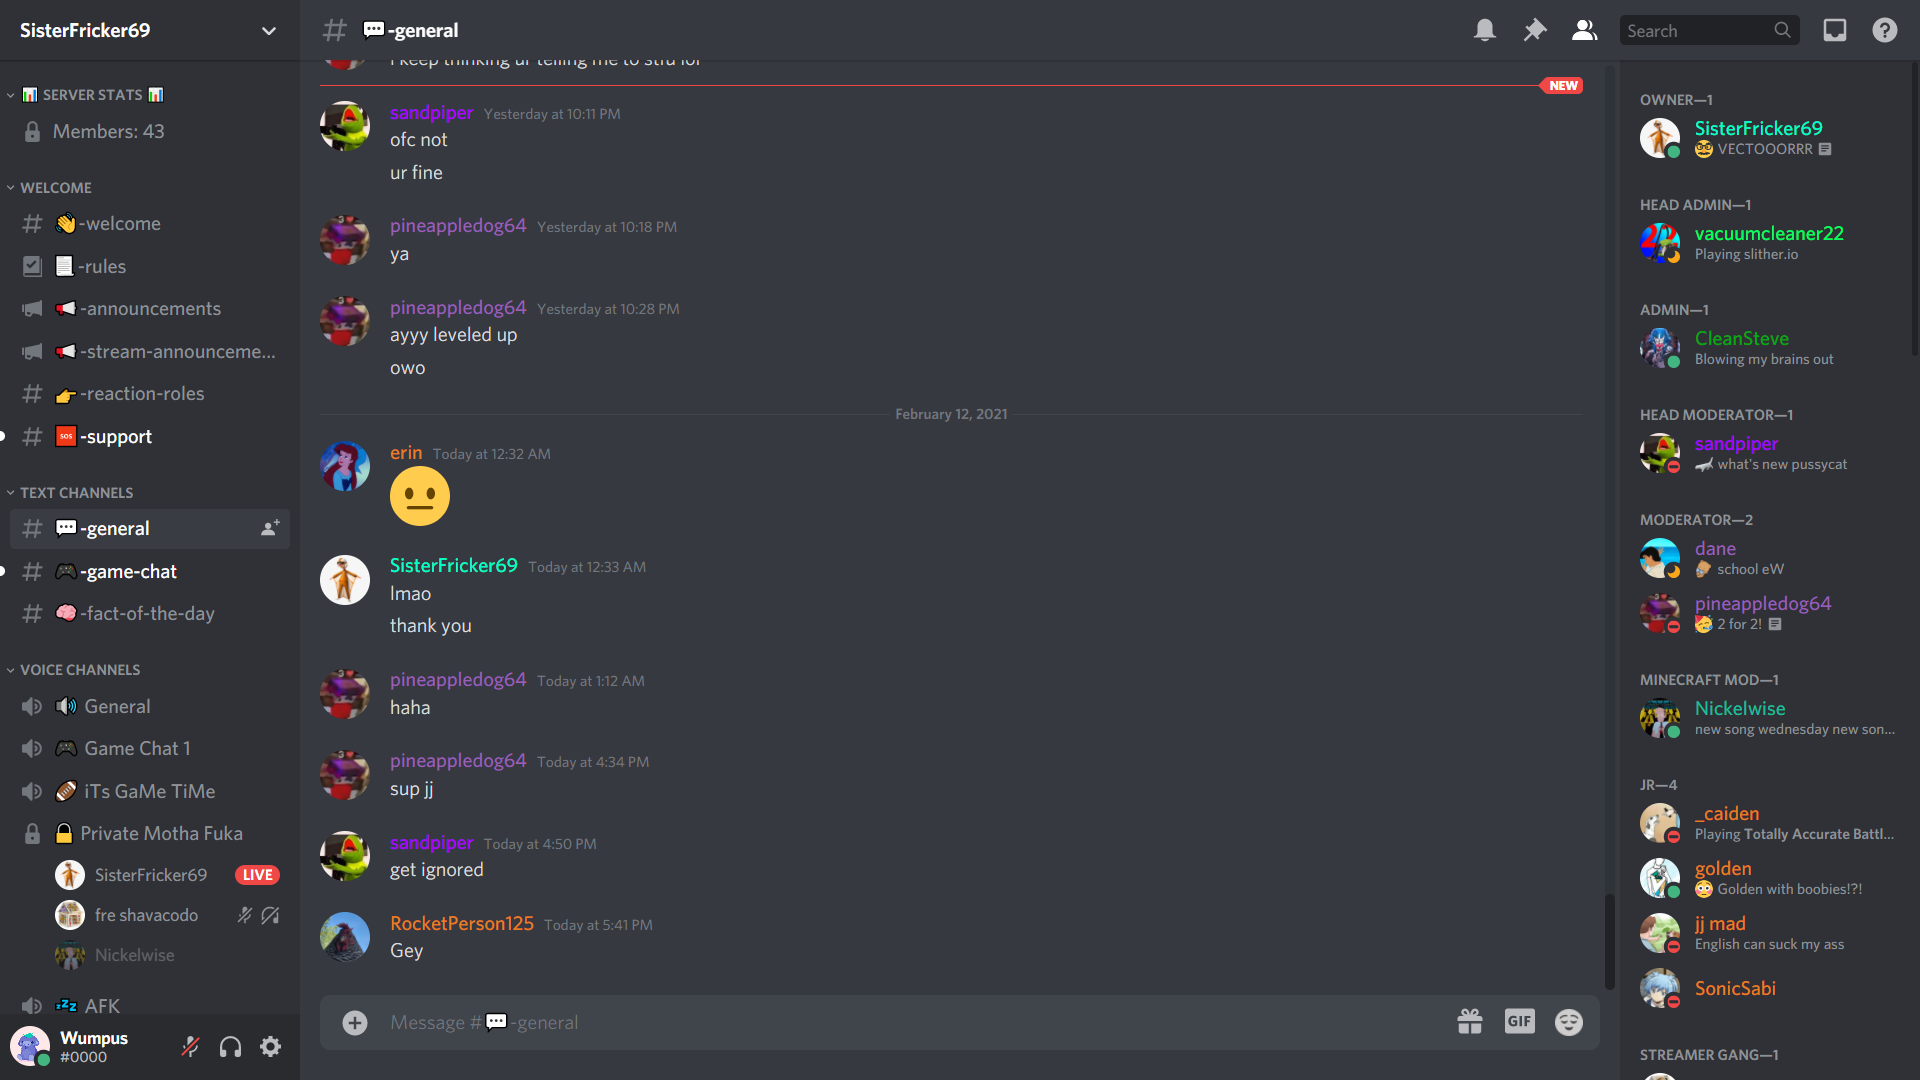 SisterFricker69
SERVER STATS
Members: 43
WELCOME
-welcome
-rules
-announcements
-stream-announceme...
-reaction-roles
sos -support
TEXT CHANNELS
-general
-game-chat
-fact-of-the-day
VOICE CHANNELS
General
Game Chat 1
iTs GaMe TiMe
Private Motha Fuka
SisterFricker69 LIVE
fre shavacodo
Nickelwise
AFK
Wumpus
#0000
-general
Search
I keep thinking ur telling me to stfu lol
NEW
sandpiper Yesterday at 10:11 PM
ofc not
ur fine
pineappledog64 Yesterday at 10:18 PM
ya
pineappledog64 Yesterday at 10:28 PM
ayyy leveled up
owo
February 12, 2021
erin Today at 12:32 AM
SisterFricker69 Today at 12:33 AM
lmao
thank you
pineappledog64 Today at 1:12 AM
haha
pineappledog64 Today at 4:34 PM
sup jj
sandpiper Today at 4:50 PM
get ignored
RocketPerson125 Today at 5:41 PM
Gey
Message # -general
GIF
OWNER—1
SisterFricker69
VECTOOORRR
HEAD ADMIN—1
vacuumcleaner22
Playing slither.io
ADMIN—1
CleanSteve
Blowing my brains out
HEAD MODERATOR—1
sandpiper
what's new pussycat
MODERATOR—2
dane
school eW
pineappledog64
2 for 2!
MINECRAFT MOD—1
Nickelwise
new song wednesday new son...
JR—4
_caiden
Playing Totally Accurate Battl...
golden
Golden with boobies!?!
jj mad
English can suck my ass
SonicSabi
STREAMER GANG—1